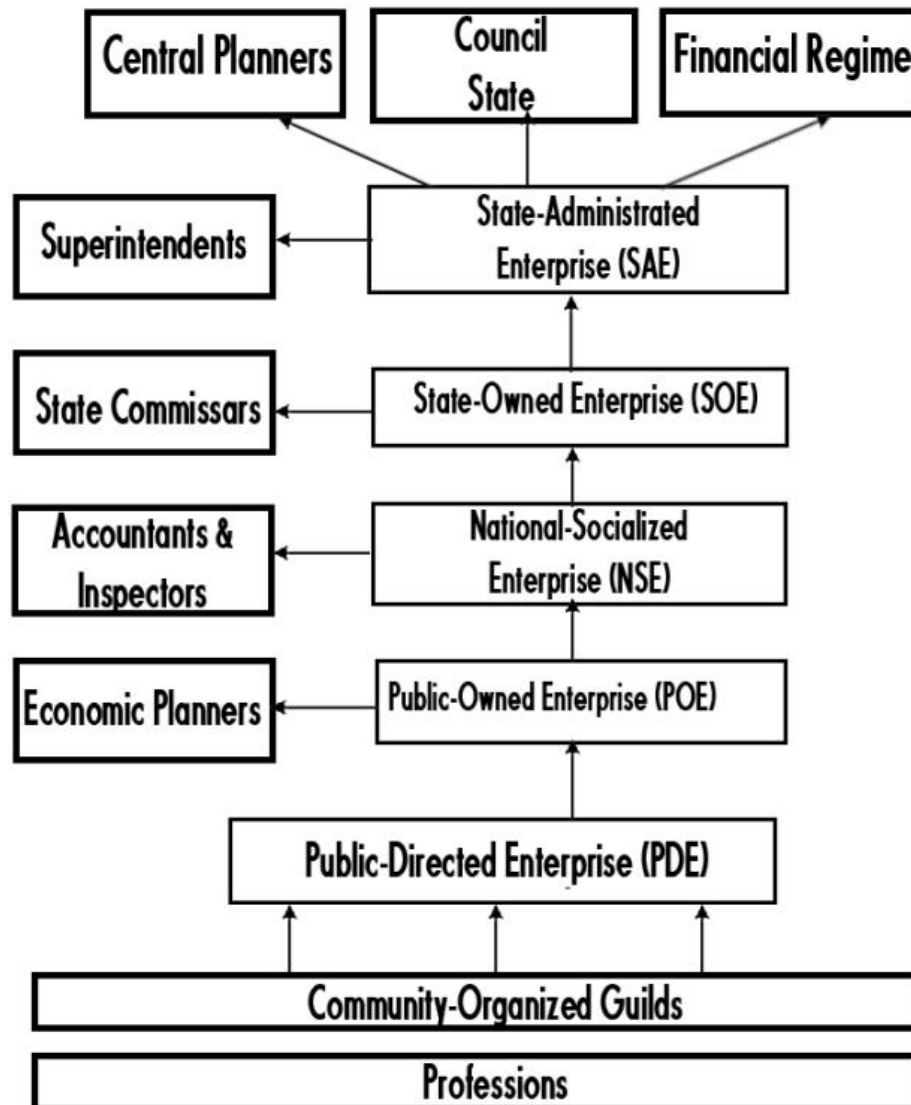 Central Planners
Council
State
Financial Regime
State-Administrated
Enterprise (SAE)
Superintendents
State-Owned Enterprise (SOE)
State Commissars
National-Socialized
Enterprise (NSE)
Accountants &
Inspectors
Public-Owned Enterprise (POE)
Economic Planners
Public-Directed Enterprise (PDE)
Community-Organized Guilds
Professions